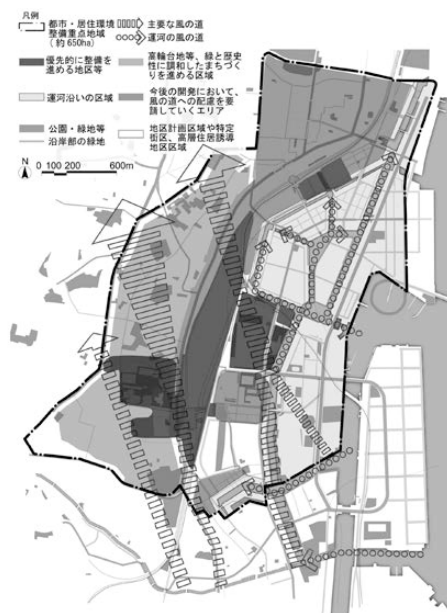 凡例
都市・居住環境
整備重点地域
（約 650ha）
主要な風の道
運河の風の道
優先的に整備を
進める地区等
高輪台地等、緑と歴史
性に調和したまちづく
りを進める区域
運河沿いの区域
今後の開発において、
風の道への配慮を要
請していくエリア
公園・緑地等
沿岸部の緑地
地区計画区域や特定
街区、高層住居誘導
地区区域
N
0 100 200 600m